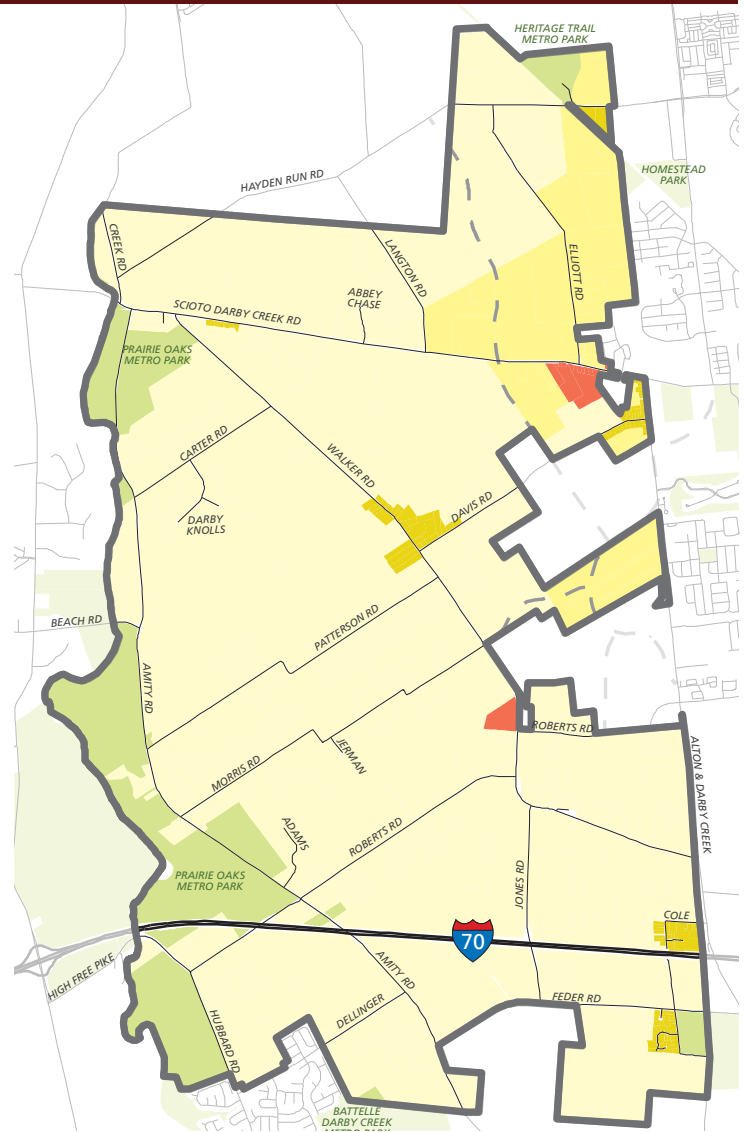 HERITAGE TRAIL
METRO PARK
HOMESTEAD
PARK
HAYDEN RUN RD
CREEK RD
LANGTON RD
ELLIOTT RD
ABBEY
CHASE
SCIOTO DARBY CREEK RD
PRAIRIE OAKS
METRO PARK
CARTER RD
WALKER RD
DAVIS RD
DARBY
KNOLLS
BEACH RD
PATTERSON RD
AMITY RD
ROBERTS RD
JERMAN
MORRIS RD
ALTON & DARBY CREEK
ADAMS
ROBERTS RD
PRAIRIE OAKS
METRO PARK
JONES RD
COLE
70
HIGH FREE PIKE
AMITY RD
FEDER RD
DELLINGER
HUBBARD RD
BATTELLE
DARBY CREEK
METRO PARK